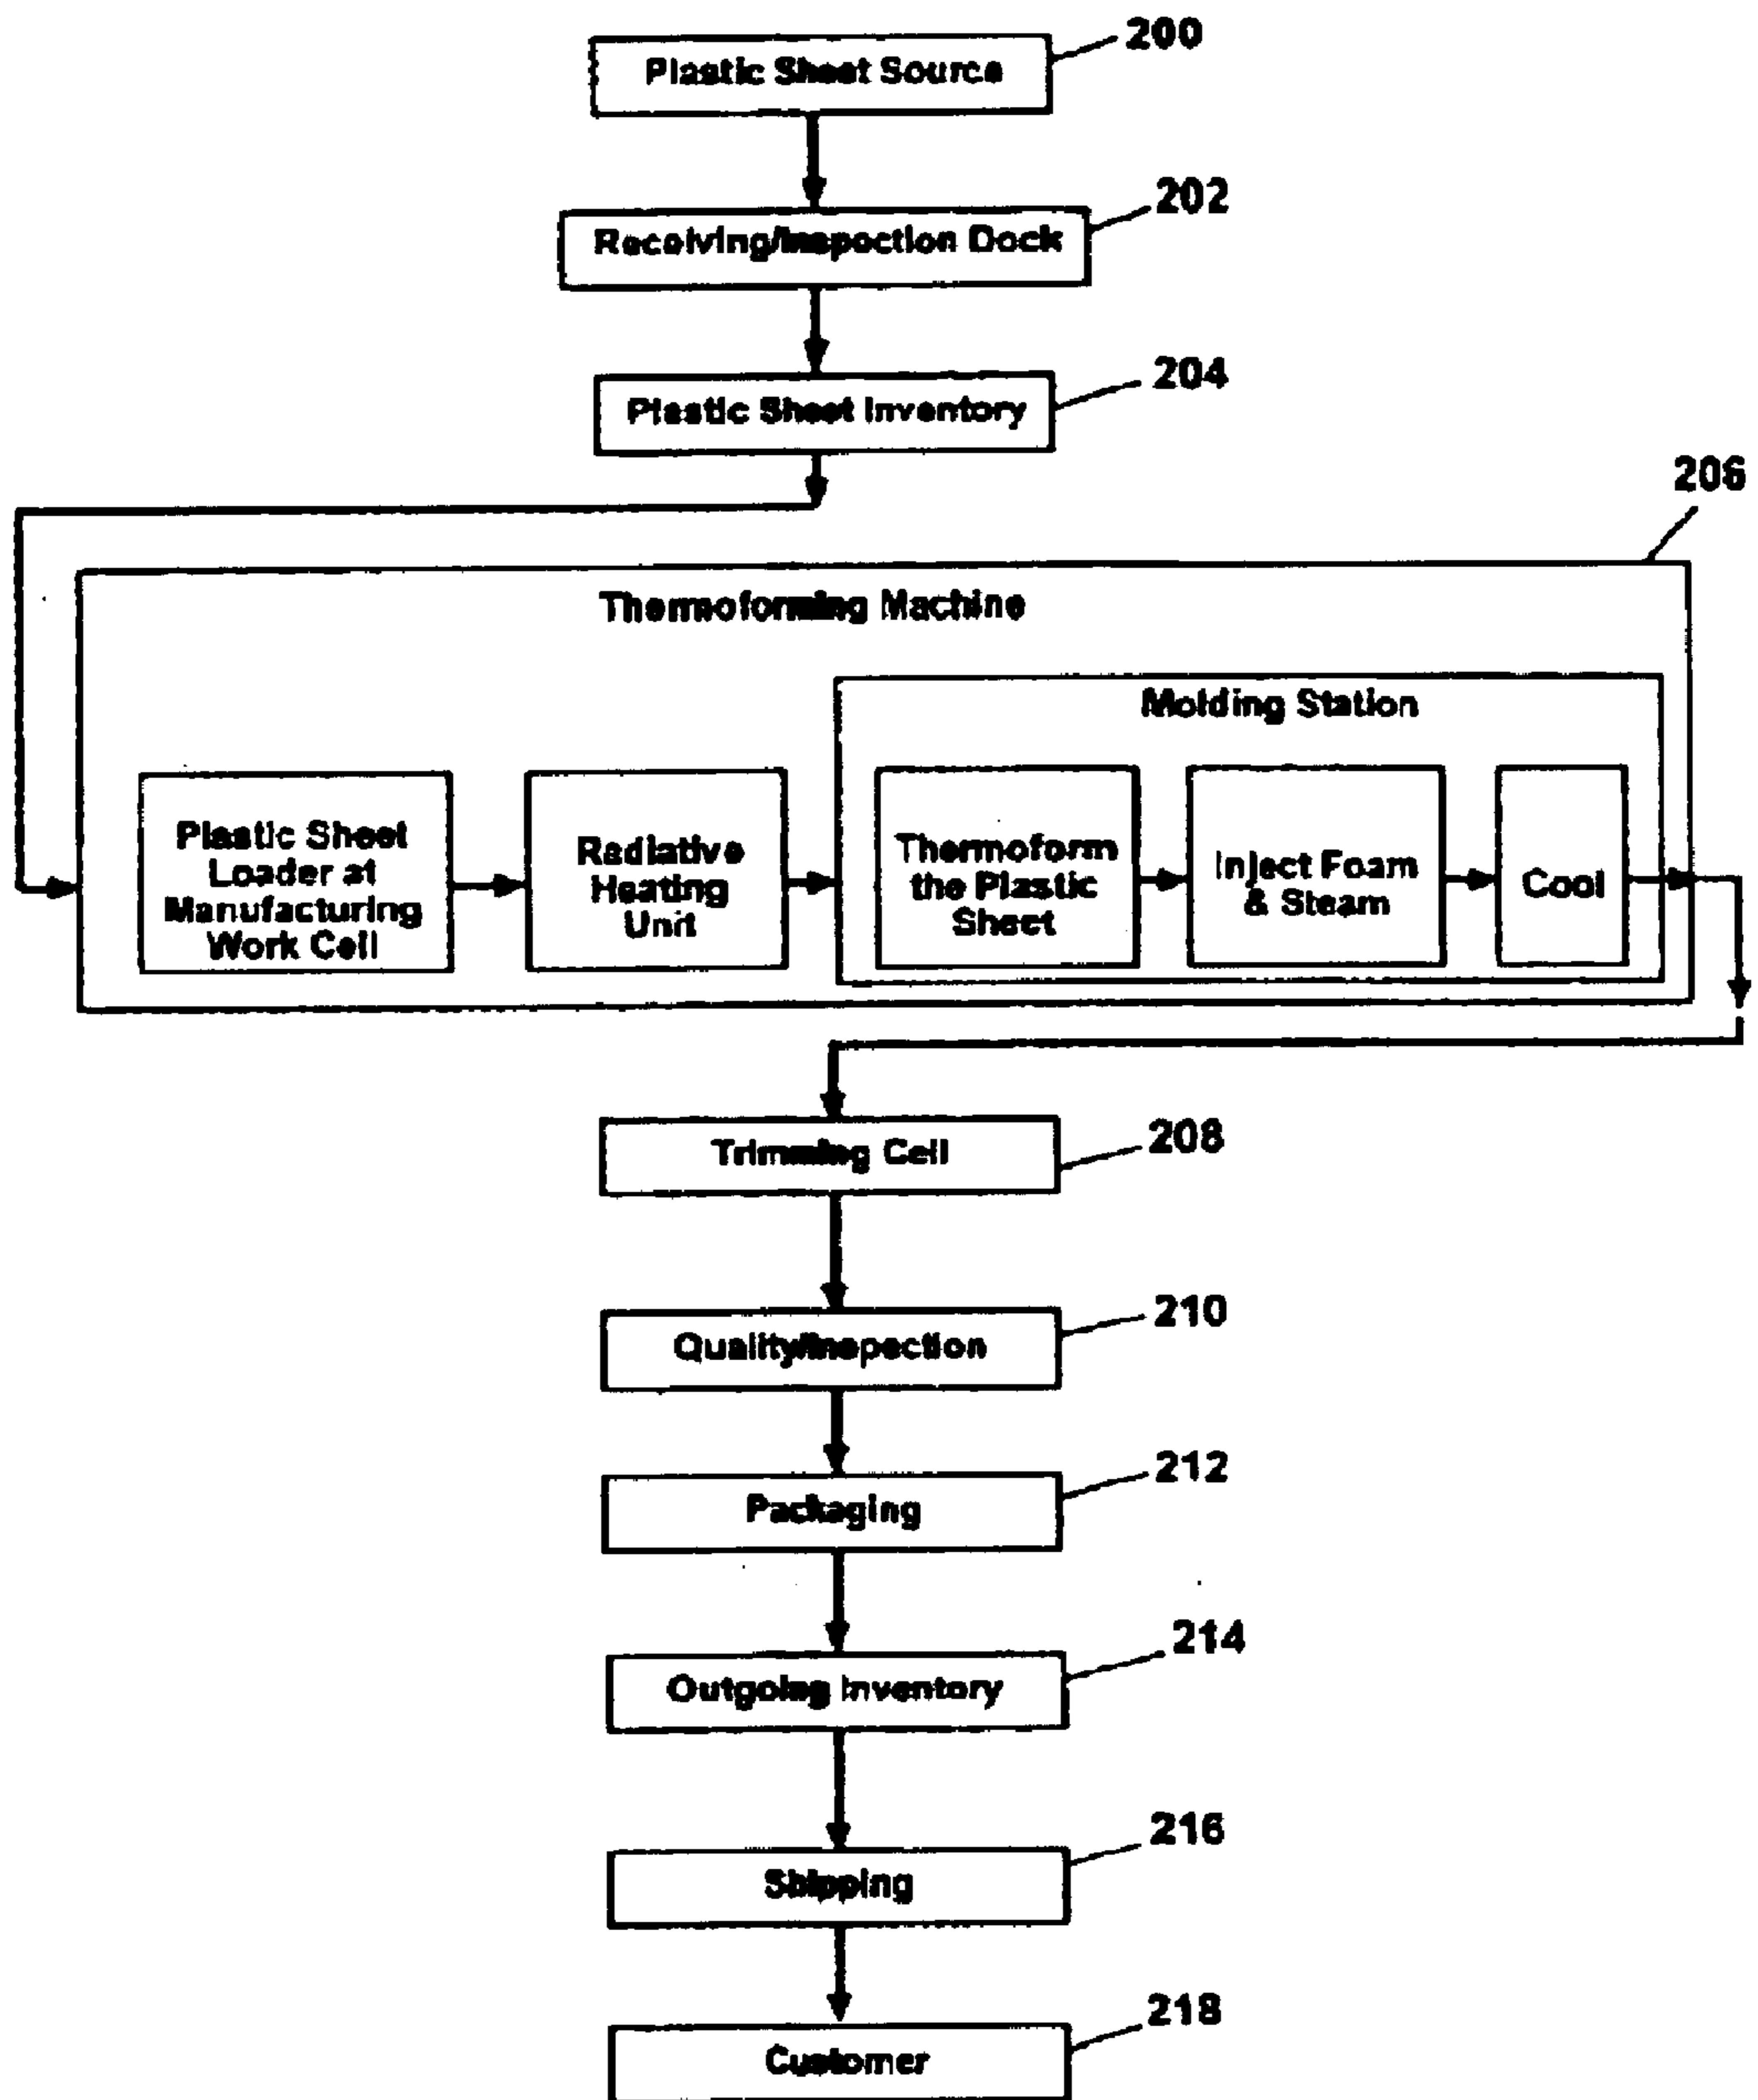 200
Plastic Sheet Source
202
Receiving/Inspection Dock
204
Plastic Sheet Inventory
206
Thermoforming Machine
Molding Station
Plastic Sheet
Loader at
Manufacturing
Work Cell
Radiative
Heating
Unit
Thermoform
the Plastic
Sheet
Inject Foam
& Steam
Cool
208
Trimming Cell
210
Quality/Inspection
212
Packaging
214
Outgoing Inventory
216
Shipping
218
Customer